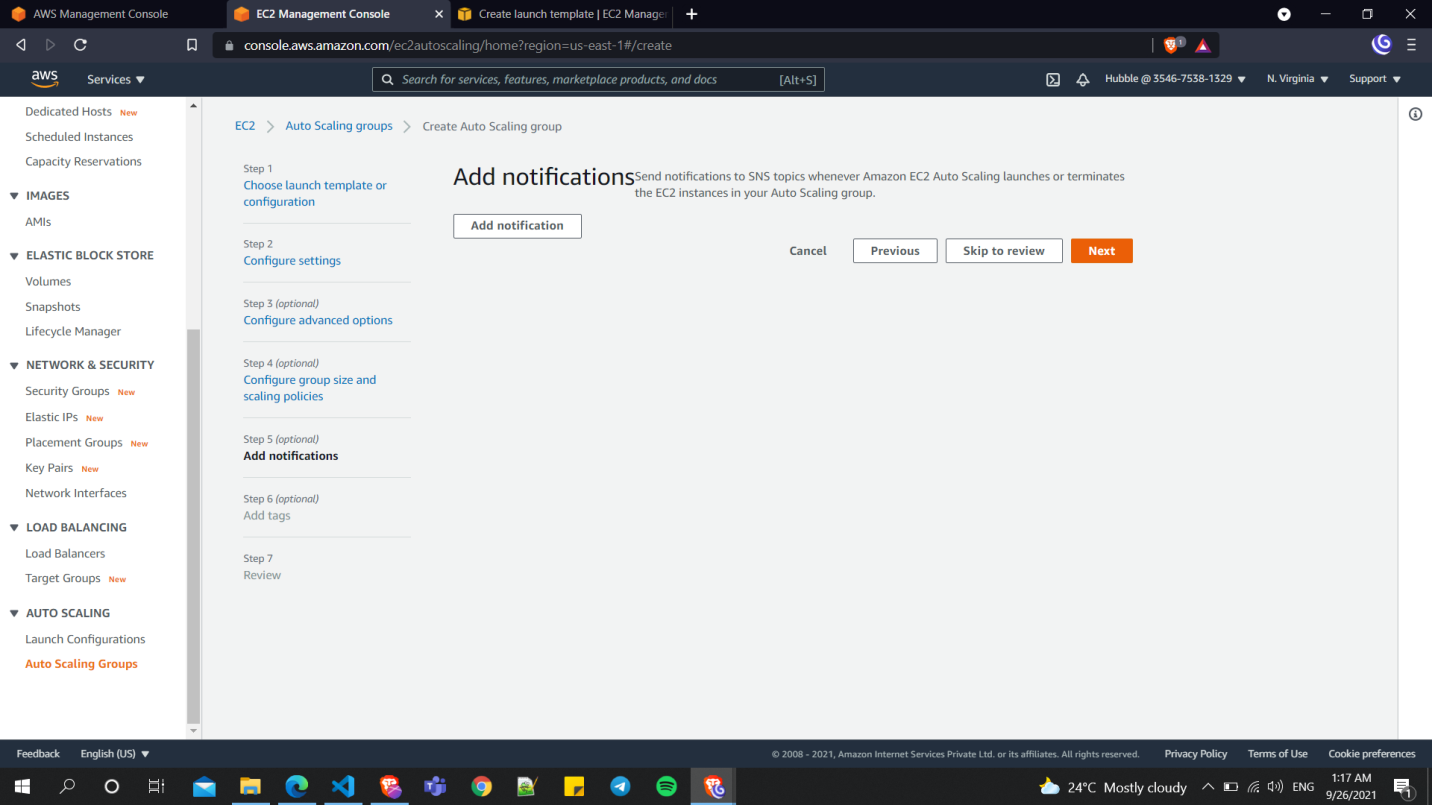 AWS Management Console
EC2 Management Console
Create launch template | EC2 Manage
console.aws.amazon.com/ec2autoscaling/home?region=us-east-1#/create
1
aws
Services
Search for services, features, marketplace products, and docs
[Alt+S]
Hubble @ 3546-7538-1329
N. Virginia
Support
Dedicated Hosts New
Scheduled Instances
Capacity Reservations
IMAGES
AMIs
ELASTIC BLOCK STORE
Volumes
Snapshots
Lifecycle Manager
NETWORK & SECURITY
Security Groups New
Elastic IPs New
Placement Groups New
Key Pairs New
Network Interfaces
LOAD BALANCING
Load Balancers
Target Groups New
AUTO SCALING
Launch Configurations
Auto Scaling Groups
EC2
Auto Scaling groups
Create Auto Scaling group
Step 1
Choose launch template or
configuration
Step 2
Configure settings
Step 3 (optional)
Configure advanced options
Step 4 (optional)
Configure group size and
scaling policies
Step 5 (optional)
Add notifications
Step 6 (optional)
Add tags
Step 7
Review
Add notifications
Send notifications to SNS topics whenever Amazon EC2 Auto Scaling launches or terminates
the EC2 instances in your Auto Scaling group.
Add notification
Cancel
Previous
Skip to review
Next
Feedback
English (US)
© 2008 - 2021, Amazon Internet Services Private Ltd. or its affiliates. All rights reserved.
Privacy Policy
Terms of Use
Cookie preferences
24°C Mostly cloudy
ENG
1:17 AM
9/26/2021
1